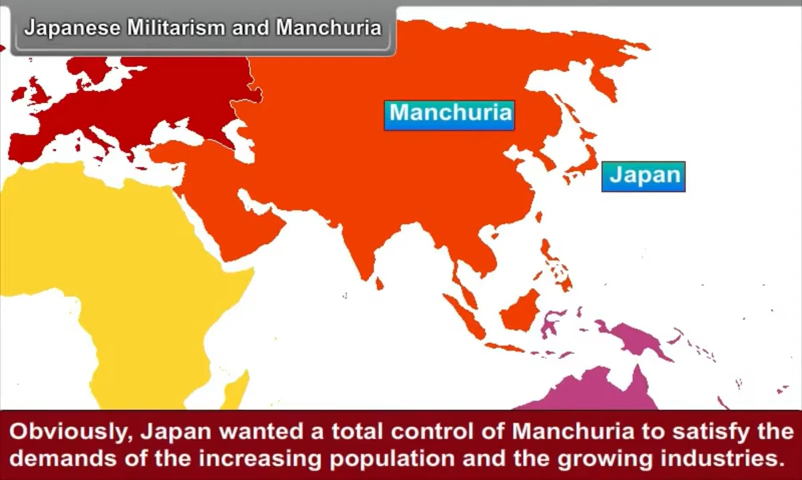 Japanese Militarism and Manchuria
Manchuria
Japan
Obviously, Japan wanted a total control of Manchuria to satisfy the
demands of the increasing population and the growing industries.